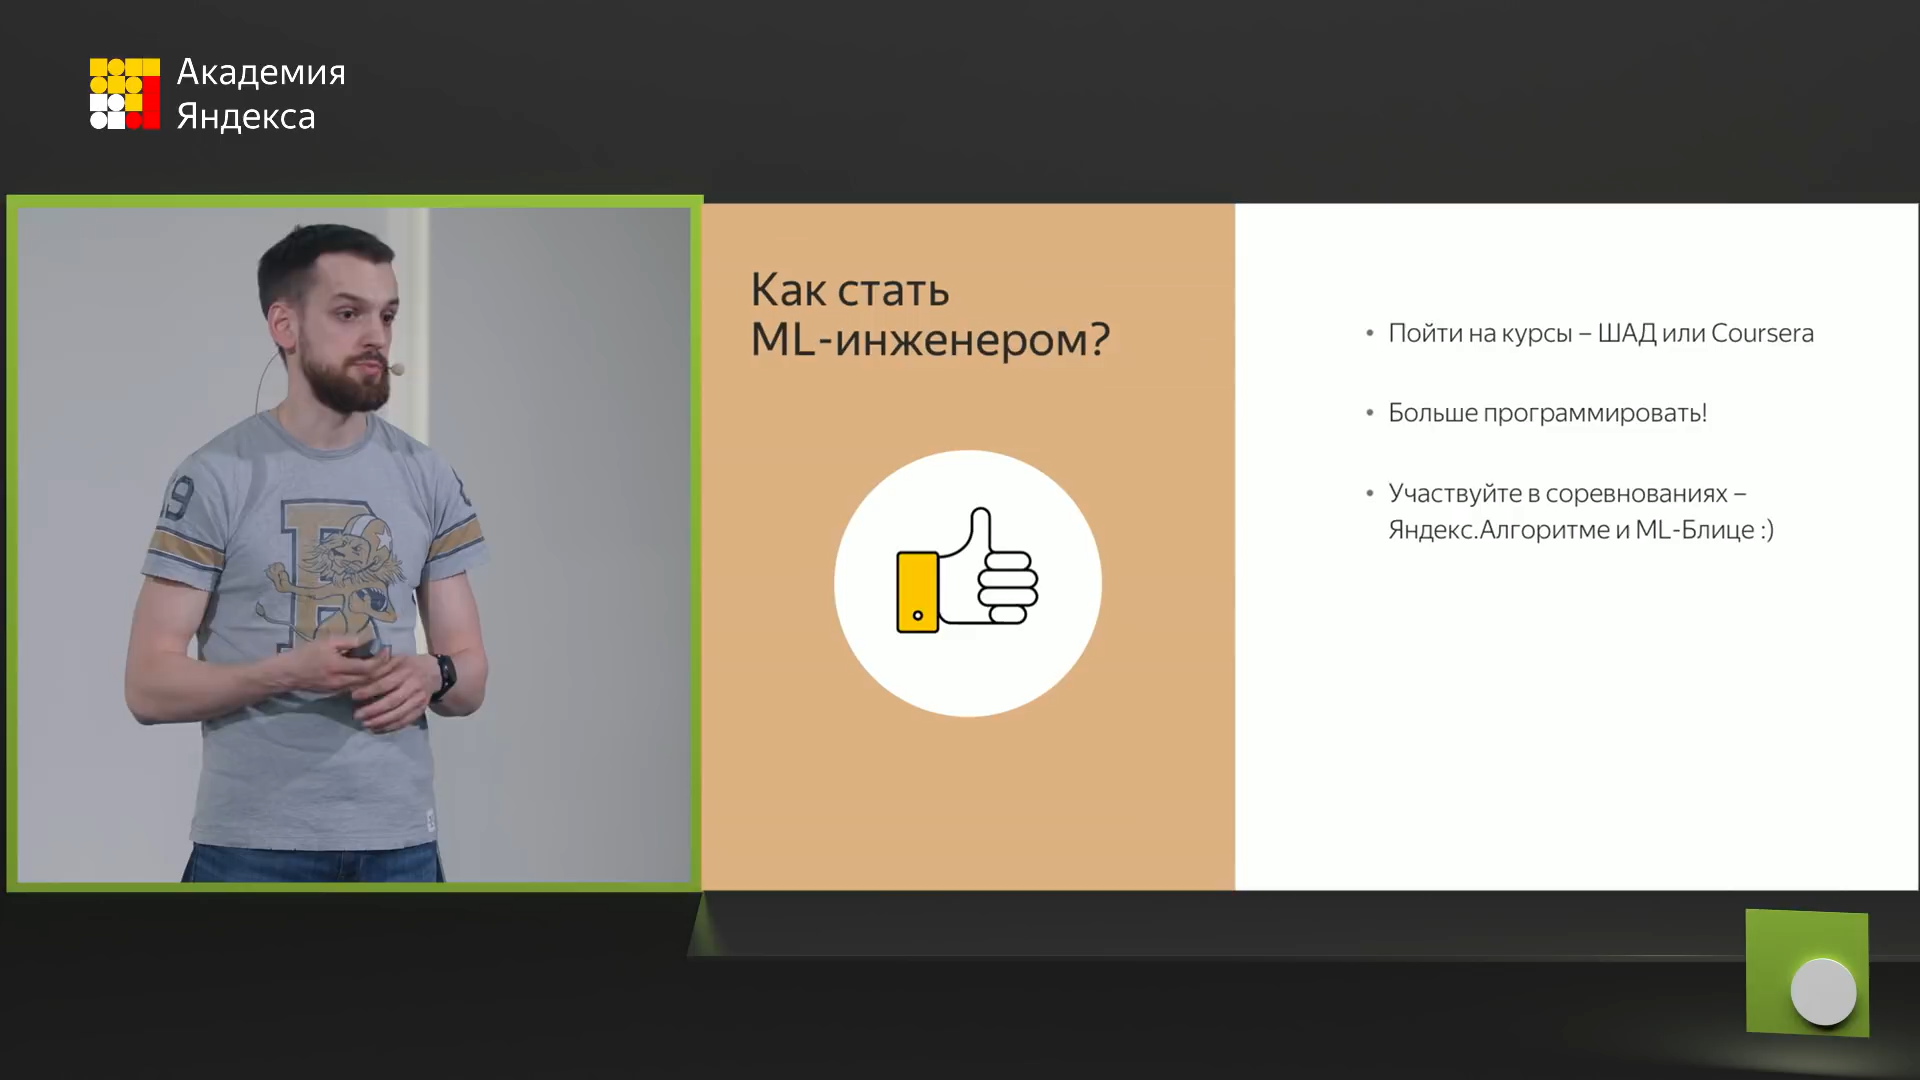 Академия
Яндекса
Как стать
ML-инженером?
• Пойти на курсы – ШАД или Coursera
• Больше программировать!
• Участвуйте в соревнованиях –
Яндекс.Алгоритме и ML-Блице :)